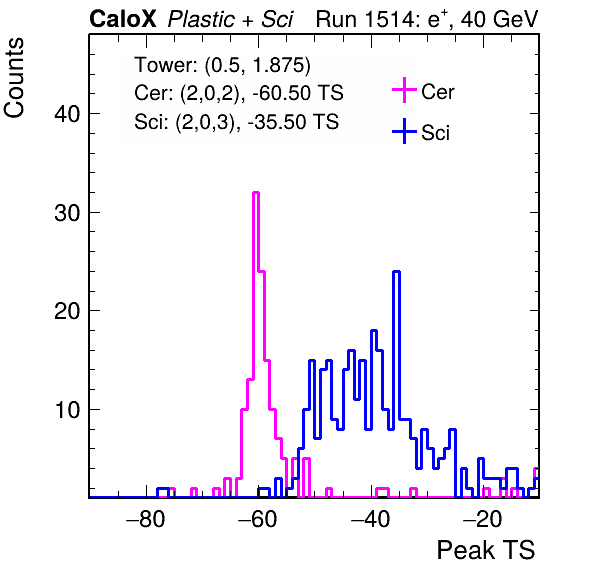 CaloX Plastic + Sci Run 1514: e⁺, 40 GeV
Tower: (0.5, 1.875)
Cer: (2,0,2), -60.50 TS
Sci: (2,0,3), -35.50 TS
Cer
Sci
Counts
40
30
20
10
−80 −60 −40 −20
Peak TS